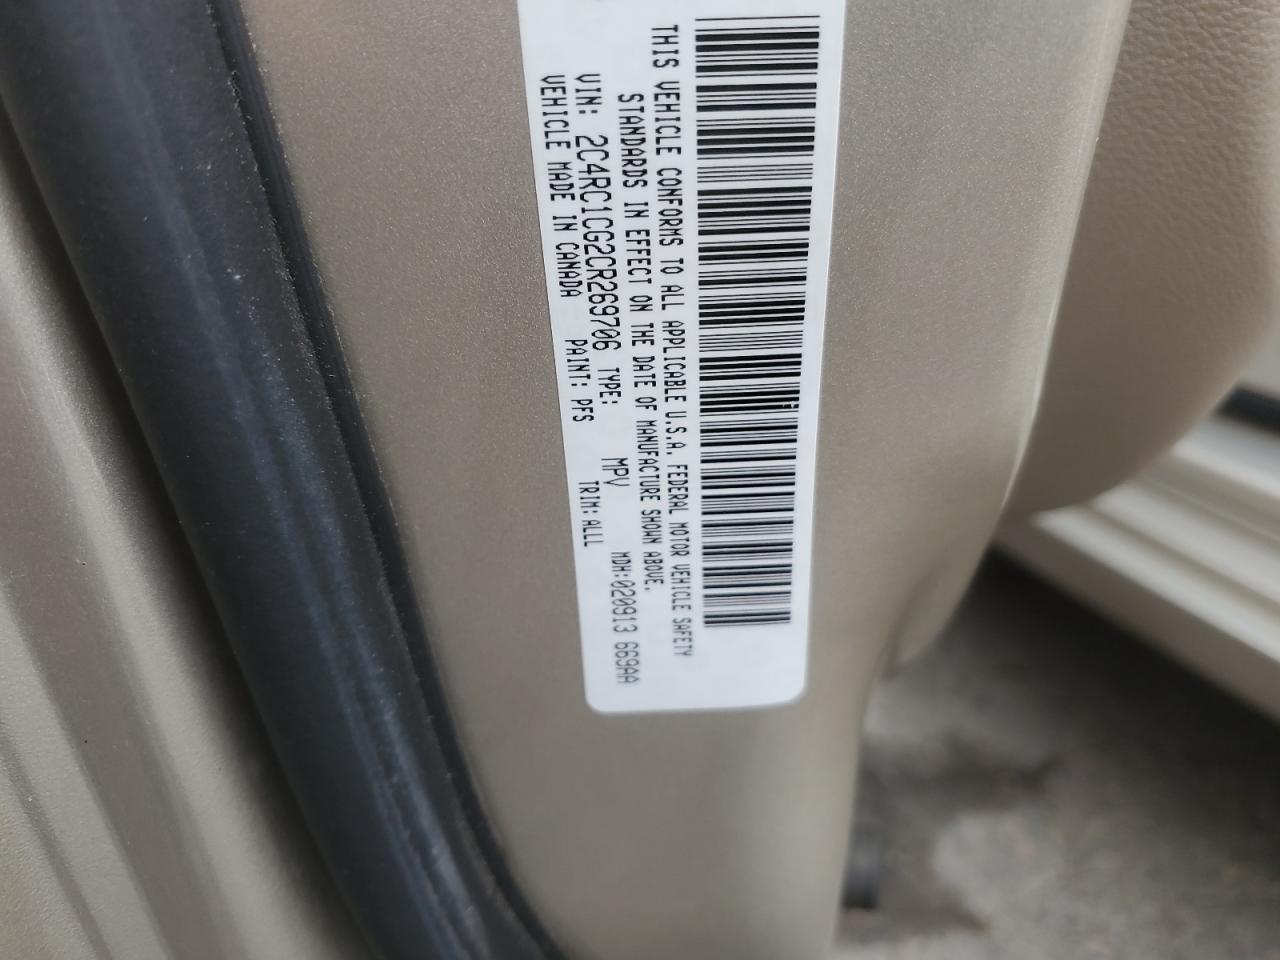 THIS VEHICLE CONFORMS TO ALL APPLICABLE U.S.A. FEDERAL MOTOR VEHICLE SAFETY
STANDARDS IN EFFECT ON THE DATE OF MANUFACTURE SHOWN ABOVE.
VIN: 2C4RC1CG2CR269706 TYPE: MPV MDH:020913 669AA
VEHICLE MADE IN CANADA PAINT: PFS TRIM:ALLL